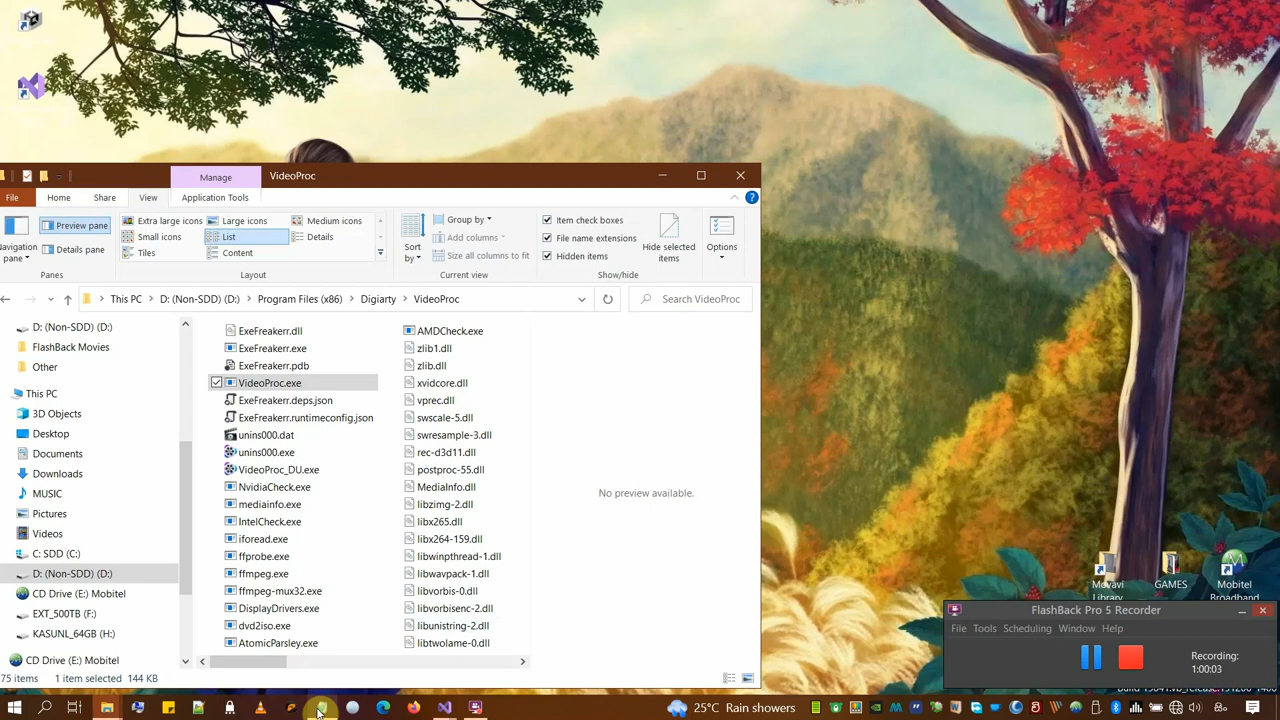 Manage
VideoProc
File
Home
Share
View
Application Tools
Navigation
pane
Preview pane
Details pane
Panes
Extra large icons
Large icons
Medium icons
Small icons
List
Details
Tiles
Content
Layout
Sort
by
Group by
Add columns
Size all columns to fit
Current view
Item check boxes
File name extensions
Hidden items
Hide selected
items
Show/hide
Options
This PC
D: (Non-SDD) (D:)
Program Files (x86)
Digiarty
VideoProc
Search VideoProc
D: (Non-SDD) (D:)
FlashBack Movies
Other
This PC
3D Objects
Desktop
Documents
Downloads
MUSIC
Pictures
Videos
C: SDD (C:)
D: (Non-SDD) (D:)
CD Drive (E:) Mobitel
EXT_500TB (F:)
KASUNL_64GB (H:)
CD Drive (E:) Mobitel
ExeFreakerr.dll
ExeFreakerr.exe
ExeFreakerr.pdb
VideoProc.exe
ExeFreakerr.deps.json
ExeFreakerr.runtimeconfig.json
unins000.dat
unins000.exe
VideoProc_DU.exe
NvidiaCheck.exe
mediainfo.exe
IntelCheck.exe
iforead.exe
ffprobe.exe
ffmpeg.exe
ffmpeg-mux32.exe
DisplayDrivers.exe
dvd2iso.exe
AtomicParsley.exe
AMDCheck.exe
zlib1.dll
zlib.dll
xvidcore.dll
vprec.dll
swscale-5.dll
swresample-3.dll
rec-d3d11.dll
postproc-55.dll
MediaInfo.dll
libzimg-2.dll
libx265.dll
libx264-159.dll
libwinpthread-1.dll
libwavpack-1.dll
libvorbis-0.dll
libvorbisenc-2.dll
libunistring-2.dll
libtwolame-0.dll
No preview available.
75 items
1 item selected 144 KB
Movavi
Library
GAMES
Mobitel
Broadband
FlashBack Pro 5 Recorder
File Tools Scheduling Window Help
Recording:
1:00:03
25°C Rain showers
1:00:03 PM